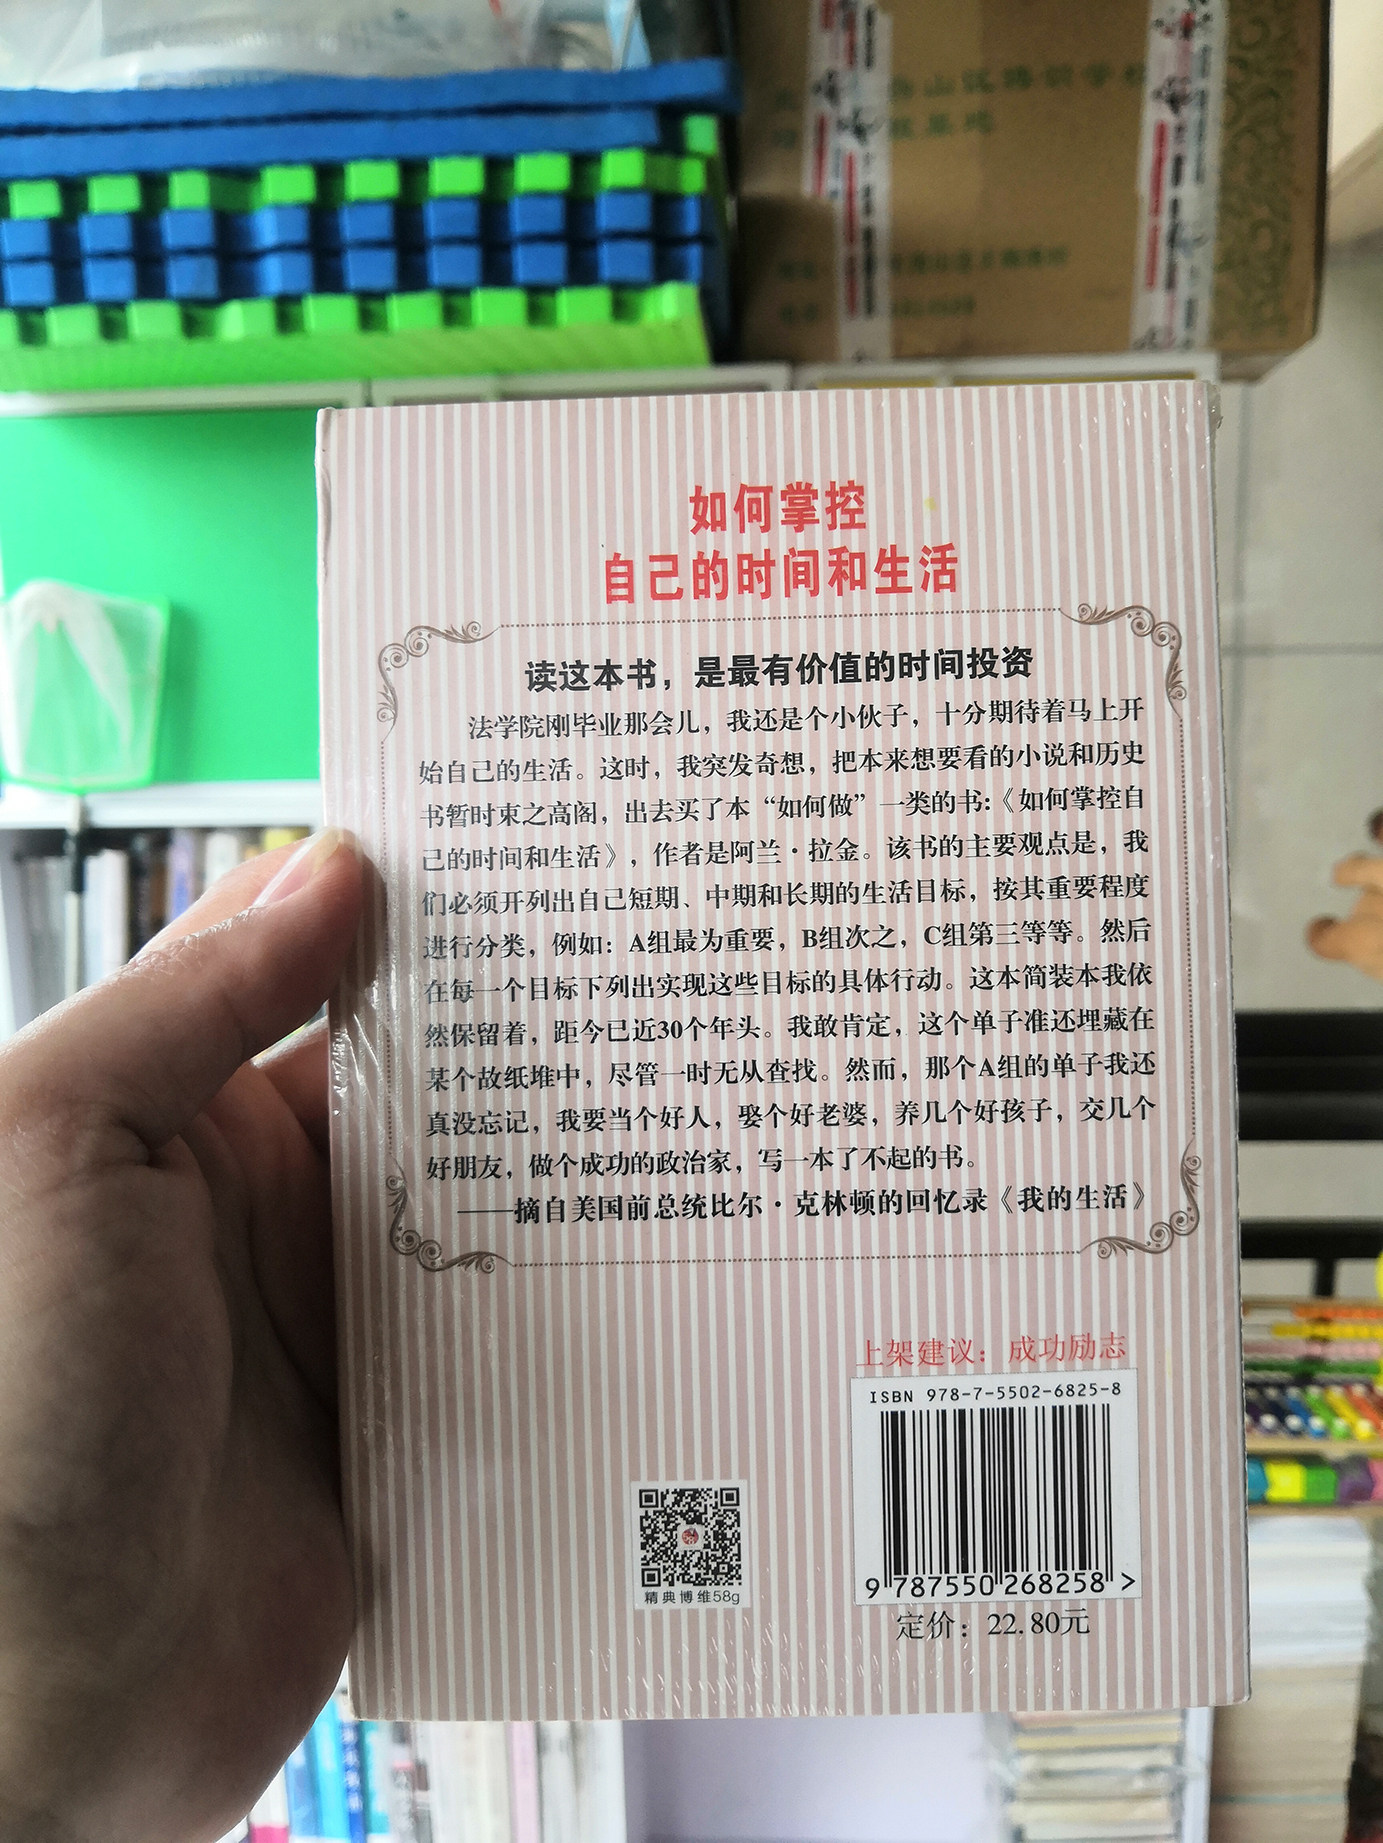 如何掌控
自己的时间和生活
读这本书，是最有价值的时间投资
法学院刚毕业那会儿，我还是个小伙子，十分期待着马上开
始自己的生活。这时，我突发奇想，把本来想要看的小说和历史
书暂时束之高阁，出去买了本“如何做”一类的书:《如何掌控自
己的时间和生活》，作者是阿兰·拉金。该书的主要观点是，我
们必须开列出自己短期、中期和长期的生活目标，按其重要程度
进行分类，例如：A组最为重要，B组次之，C组第三等等。然后
在每一个目标下列出实现这些目标的具体行动。这本简装本我依
然保留着，距今已近30个年头。我敢肯定，这个单子准还埋藏在
某个故纸堆中，尽管一时无从查找。然而，那个A组的单子我还
真没忘记，我要当个好人，娶个好老婆，养几个好孩子，交几个
好朋友，做个成功的政治家，写一本了不起的书。
——摘自美国前总统比尔·克林顿的回忆录《我的生活》
上架建议：成功励志
ISBN 978-7-5502-6825-8
9 787550 268258 >
精典博维58g
定价：22.80元